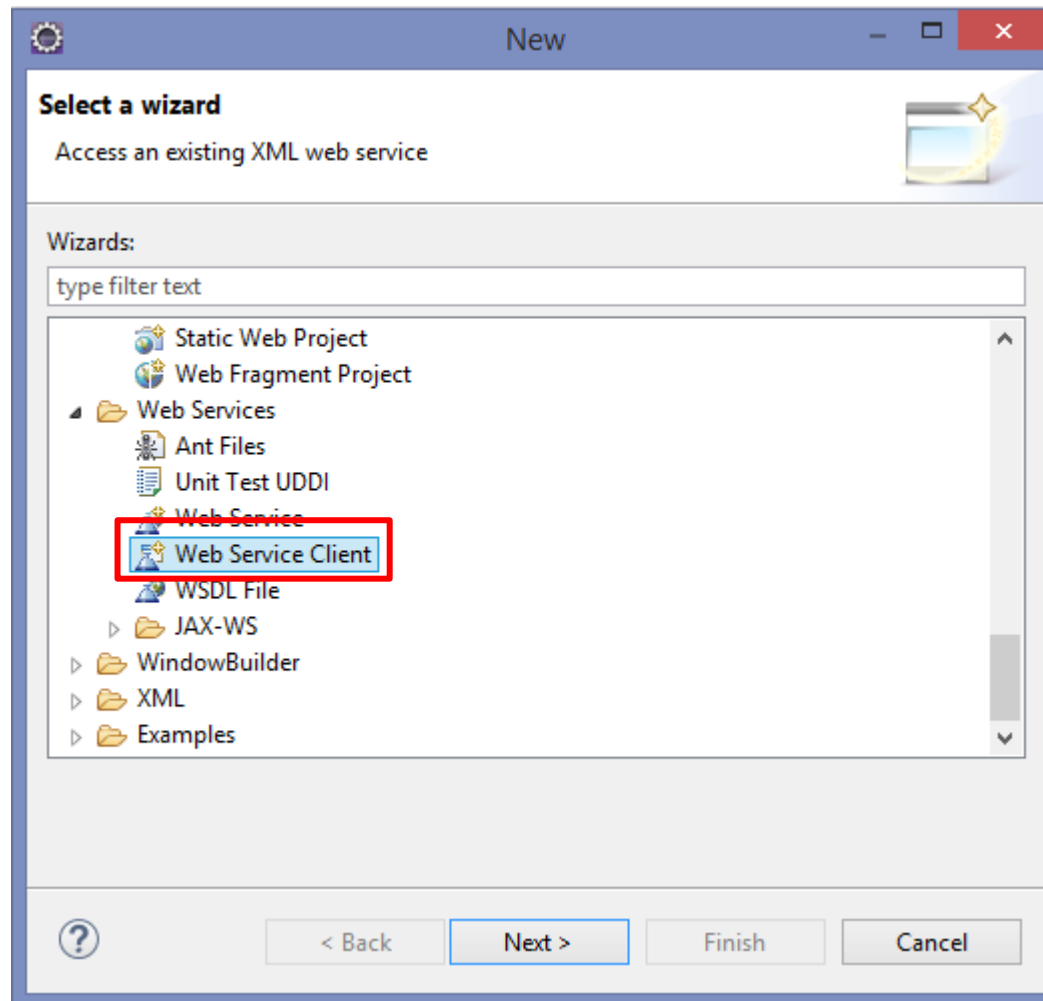 New
Select a wizard
Access an existing XML web service
Wizards:
type filter text
Static Web Project
Web Fragment Project
Web Services
Ant Files
Unit Test UDDI
Web Service
Web Service Client
WSDL File
JAX-WS
WindowBuilder
XML
Examples
< Back Next > Finish Cancel